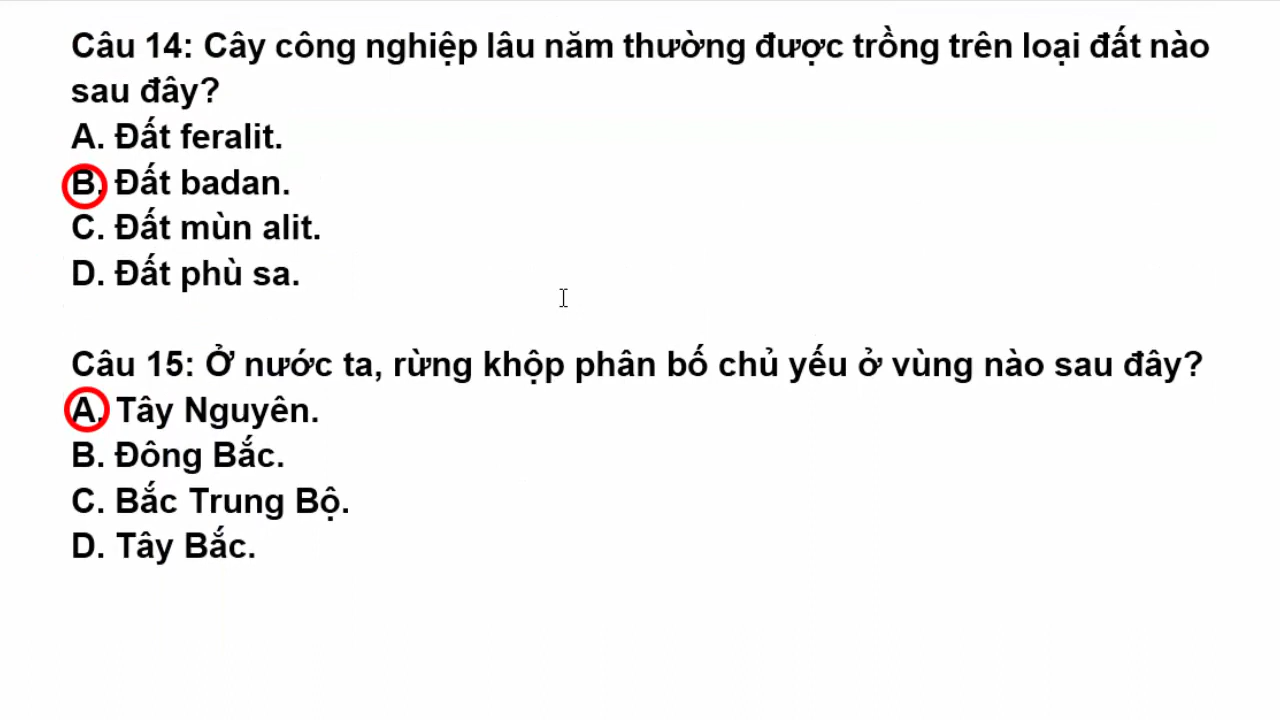 Câu 14: Cây công nghiệp lâu năm thường được trồng trên loại đất nào
sau đây?
A. Đất feralit.
B. Đất badan.
C. Đất mùn alit.
D. Đất phù sa.
Câu 15: Ở nước ta, rừng khộp phân bố chủ yếu ở vùng nào sau đây?
A. Tây Nguyên.
B. Đông Bắc.
C. Bắc Trung Bộ.
D. Tây Bắc.